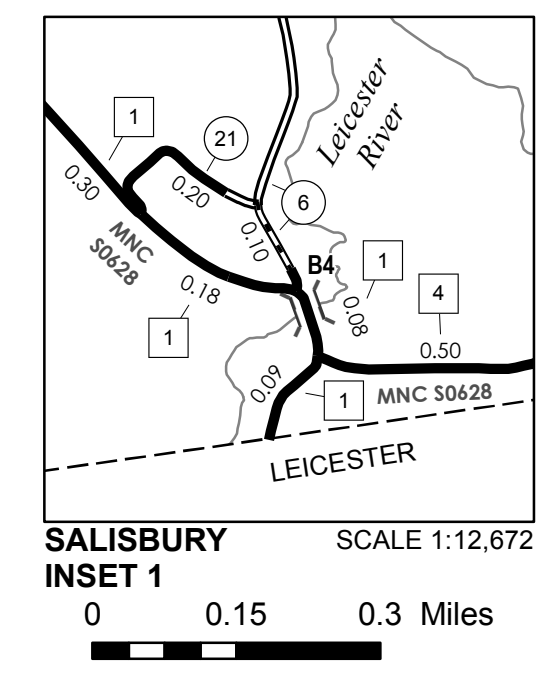 1
21
Leicester
River
0.30
0.20
6
MNC
S0628
0.10
B4
1
0.18
4
0.08
1
0.50
0.09
1
MNC S0628
LEICESTER
SALISBURY
SCALE 1:12,672
INSET 1
0 0.15 0.3 Miles